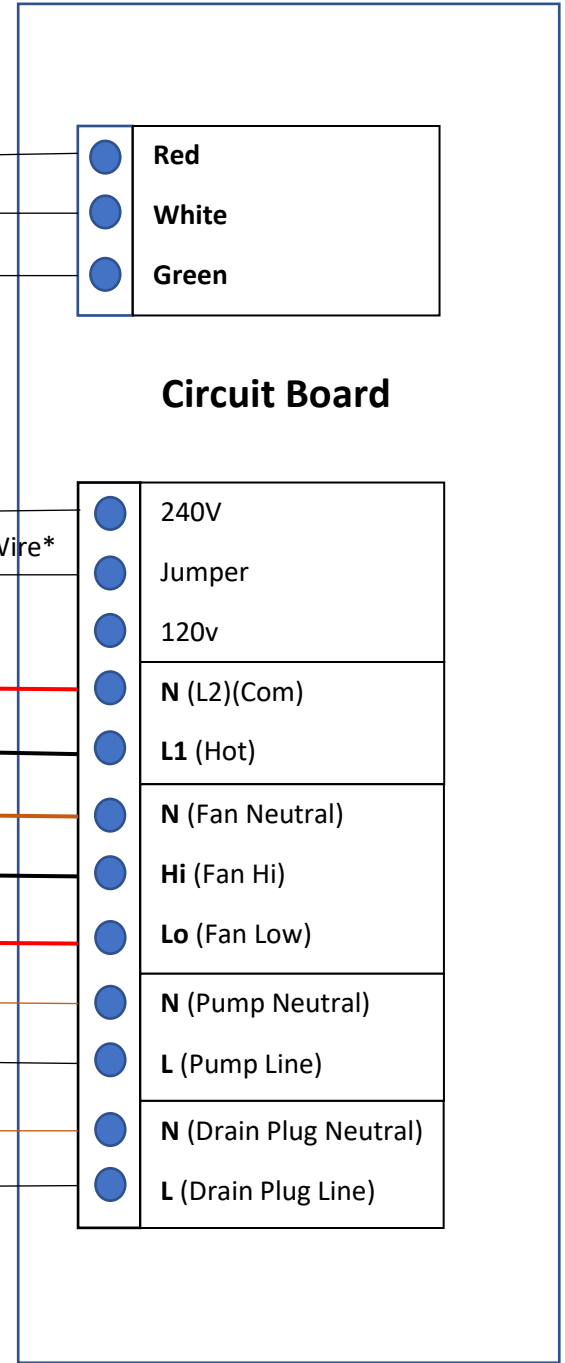 Red
White
Green
Circuit Board
240V
Jumper
120v
N (L2)(Com)
L1 (Hot)
N (Fan Neutral)
Hi (Fan Hi)
Lo (Fan Low)
N (Pump Neutral)
L (Pump Line)
N (Drain Plug Neutral)
L (Drain Plug Line)